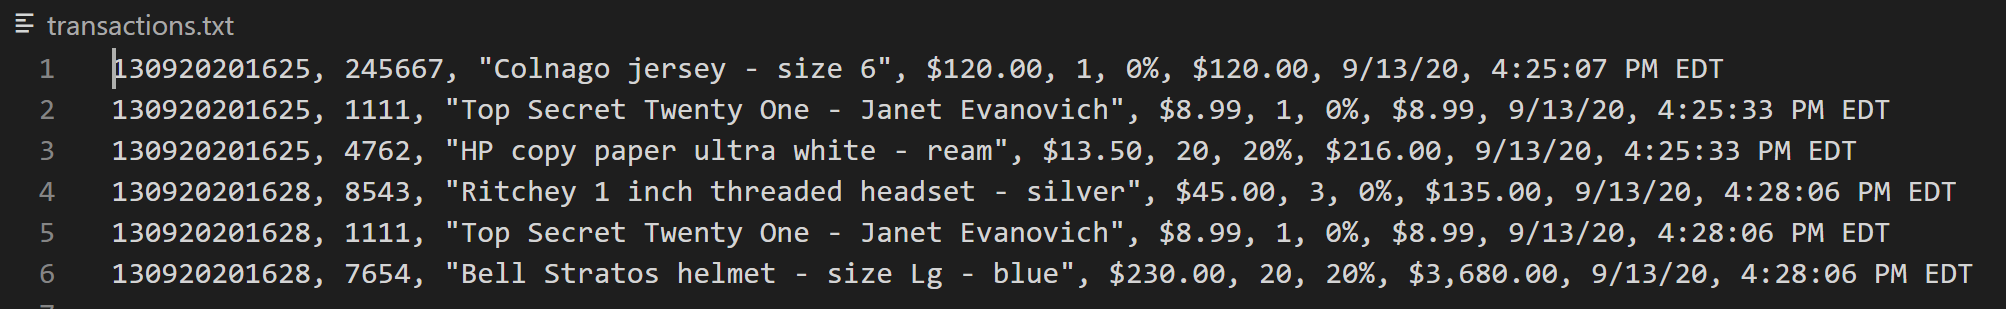 transactions.txt
1 130920201625, 245667, "Colnago jersey - size 6", $120.00, 1, 0%, $120.00, 9/13/20, 4:25:07 PM EDT
2 130920201625, 1111, "Top Secret Twenty One - Janet Evanovich", $8.99, 1, 0%, $8.99, 9/13/20, 4:25:33 PM EDT
3 130920201625, 4762, "HP copy paper ultra white - ream", $13.50, 20, 20%, $216.00, 9/13/20, 4:25:33 PM EDT
4 130920201628, 8543, "Ritchey 1 inch threaded headset - silver", $45.00, 3, 0%, $135.00, 9/13/20, 4:28:06 PM EDT
5 130920201628, 1111, "Top Secret Twenty One - Janet Evanovich", $8.99, 1, 0%, $8.99, 9/13/20, 4:28:06 PM EDT
6 130920201628, 7654, "Bell Stratos helmet - size Lg - blue", $230.00, 20, 20%, $3,680.00, 9/13/20, 4:28:06 PM EDT